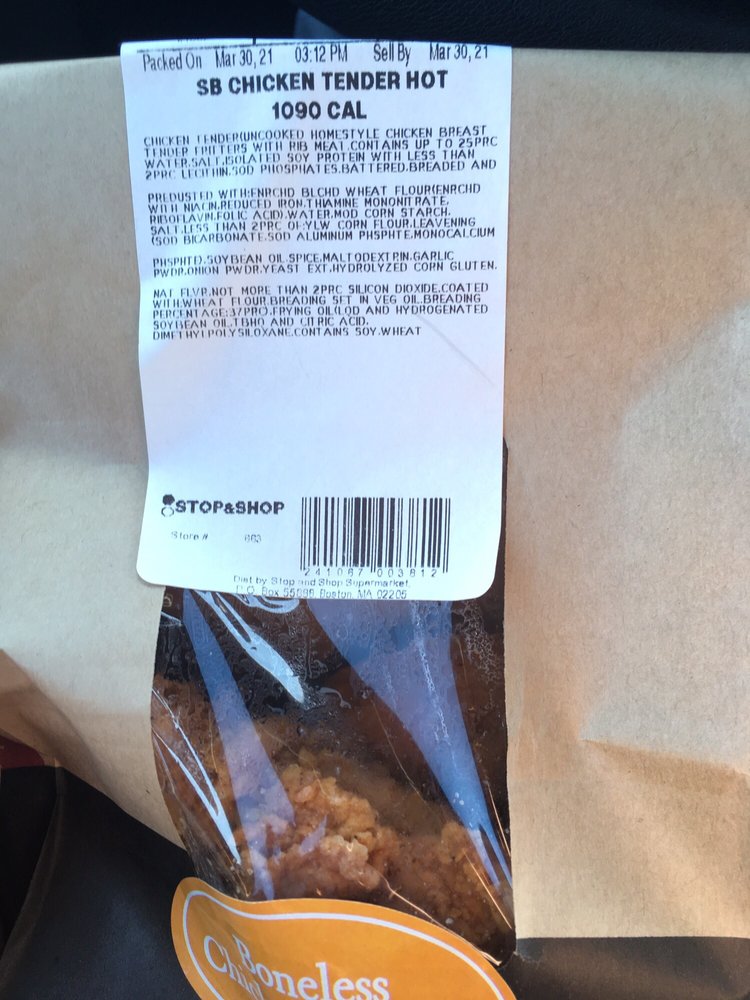 Packed On Mar 30, 21 03:12 PM Sell By Mar 30, 21
SB CHICKEN TENDER HOT
1090 CAL
CHICKEN TENDER(UNCOOKED HOMESTYLE CHICKEN BREAST
TENDER FRITTERS WITH RIB MEAT.CONTAINS UP TO 25PRC
WATER.SALT.ISOLATED SOY PROTEIN WITH LESS THAN
2PRC LECITHIN.SOD PHOSPHATES.BATTERED.BREADED AND
PREDUSTED WITH:ENRCHD BLCHD WHEAT FLOUR(ENRCHD
WITH NIACIN.REDUCED IRON.THIAMINE MONONITRATE.
RIBOFLAVIN.FOLIC ACID).WATER.MOD CORN STARCH.
SALT.LESS THAN 2PRC OF:YLW CORN FLOUR.LEAVENING
(SOD BICARBONATE.SOD ALUMINUM PHSPHTE.MONOCALCIUM
PHSPHTE).SOYBEAN OIL.SPICE.MALTODEXTRIN.GARLIC
PWDR.ONION PWDR.YEAST EXT.HYDROLYZED CORN GLUTEN.
NAT FLVR.NOT MORE THAN 2PRC SILICON DIOXIDE.COATED
WITH:WHEAT FLOUR.BREADING SET IN VEG OIL.BREADING
PERCENTAGE:37PRC).FRYING OIL(LQD AND HYDROGENATED
SOYBEAN OIL.TBHQ AND CITRIC ACID.
DIMETHYLPOLYSILOXANE.CONTAINS SOY.WHEAT
STOP&SHOP
Store # 663
2 41067 003812
Dist by Stop and Shop Supermarket
P.O. Box 55888 Boston, MA 02205
Boneless